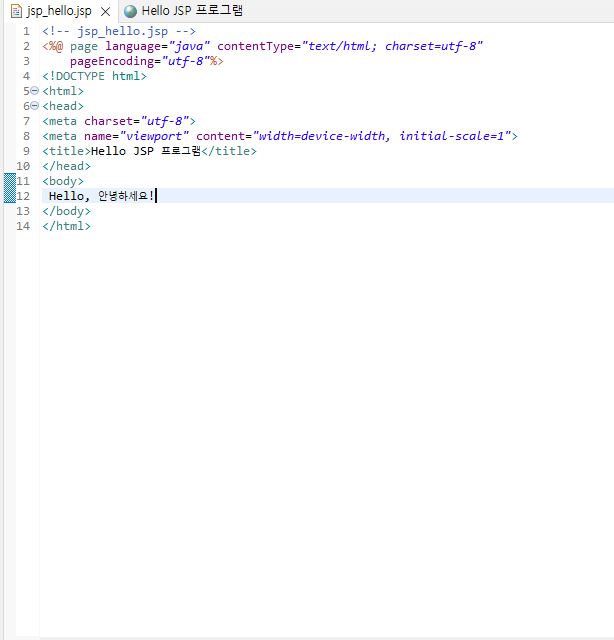 jsp_hello.jsp Hello JSP 프로그램
1 <!-- jsp_hello.jsp -->
2 <%@ page language="java" contentType="text/html; charset=utf-8"
3     pageEncoding="utf-8"%>
4 <!DOCTYPE html>
5 <html>
6 <head>
7 <meta charset="utf-8">
8 <meta name="viewport" content="width=device-width, initial-scale=1">
9 <title>Hello JSP 프로그램</title>
10 </head>
11 <body>
12  Hello, 안녕하세요!
13 </body>
14 </html>